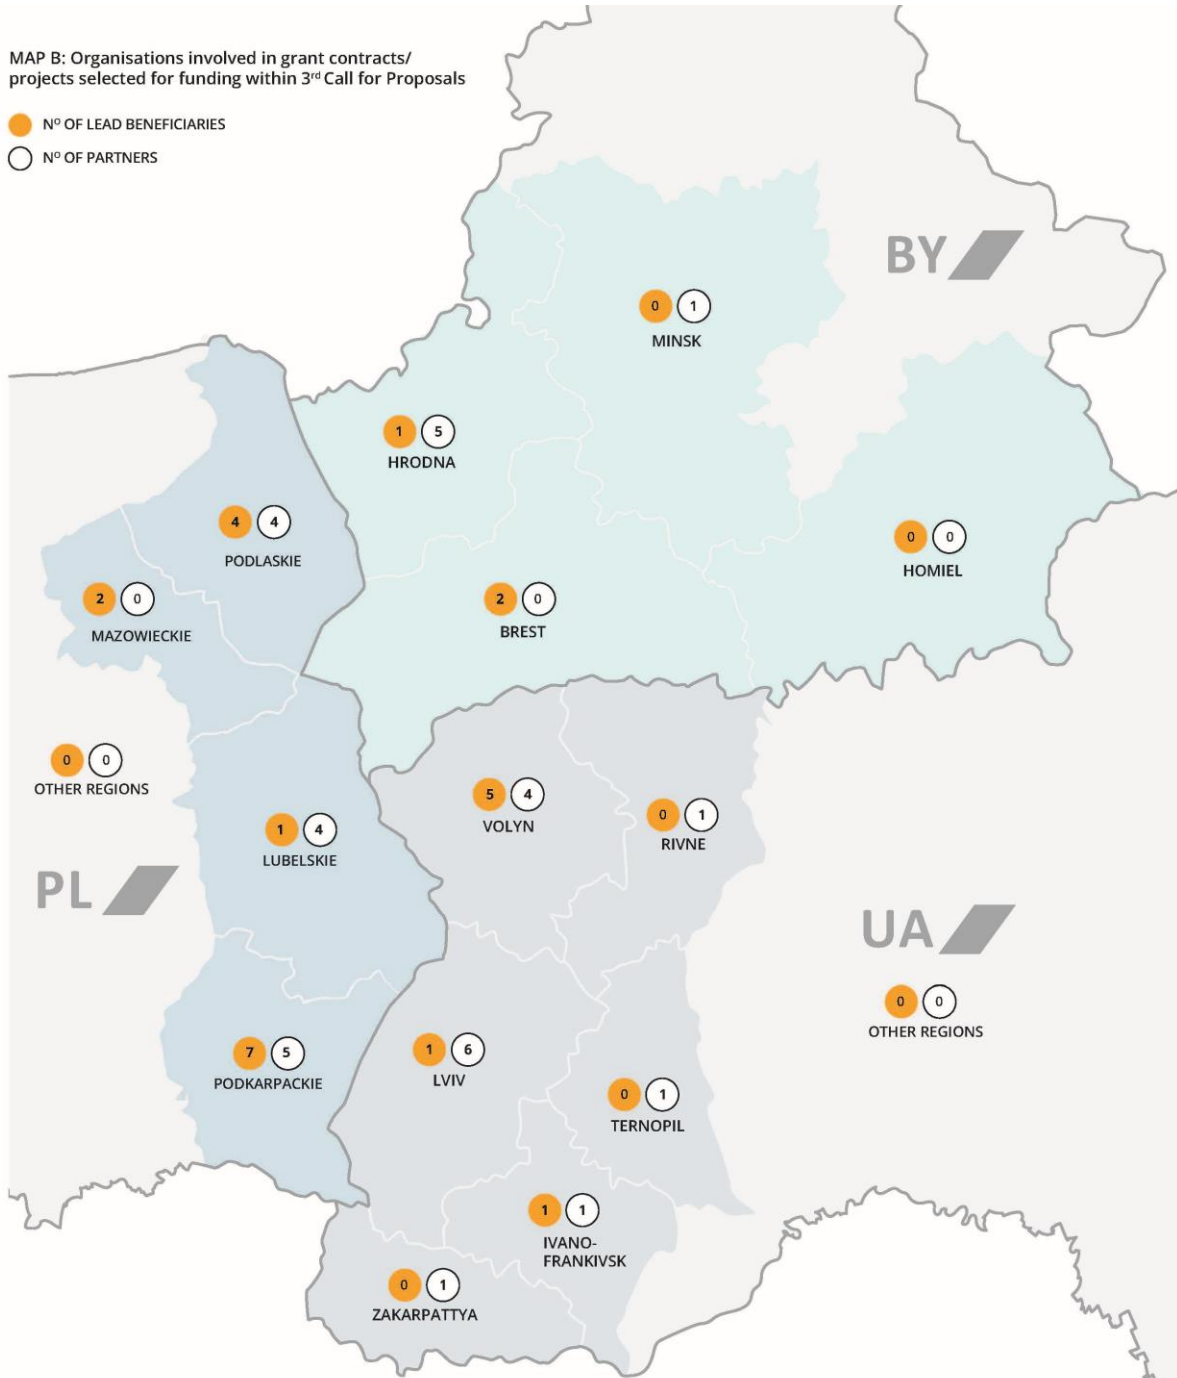 MAP B: Organisations involved in grant contracts/
projects selected for funding within 3rd Call for Proposals
Nº OF LEAD BENEFICIARIES
Nº OF PARTNERS
BY
0 1
MINSK
1 5
HRODNA
4 4
PODLASKIE
0 0
HOMIEL
2 0
MAZOWIECKIE
2 0
BREST
0 0
OTHER REGIONS
5 4
VOLYN
0 1
RIVNE
1 4
LUBELSKIE
PL
UA
0 0
OTHER REGIONS
7 5
PODKARPACKIE
1 6
LVIV
0 1
TERNOPIL
1 1
IVANO-
FRANKIVSK
0 1
ZAKARPATTYA